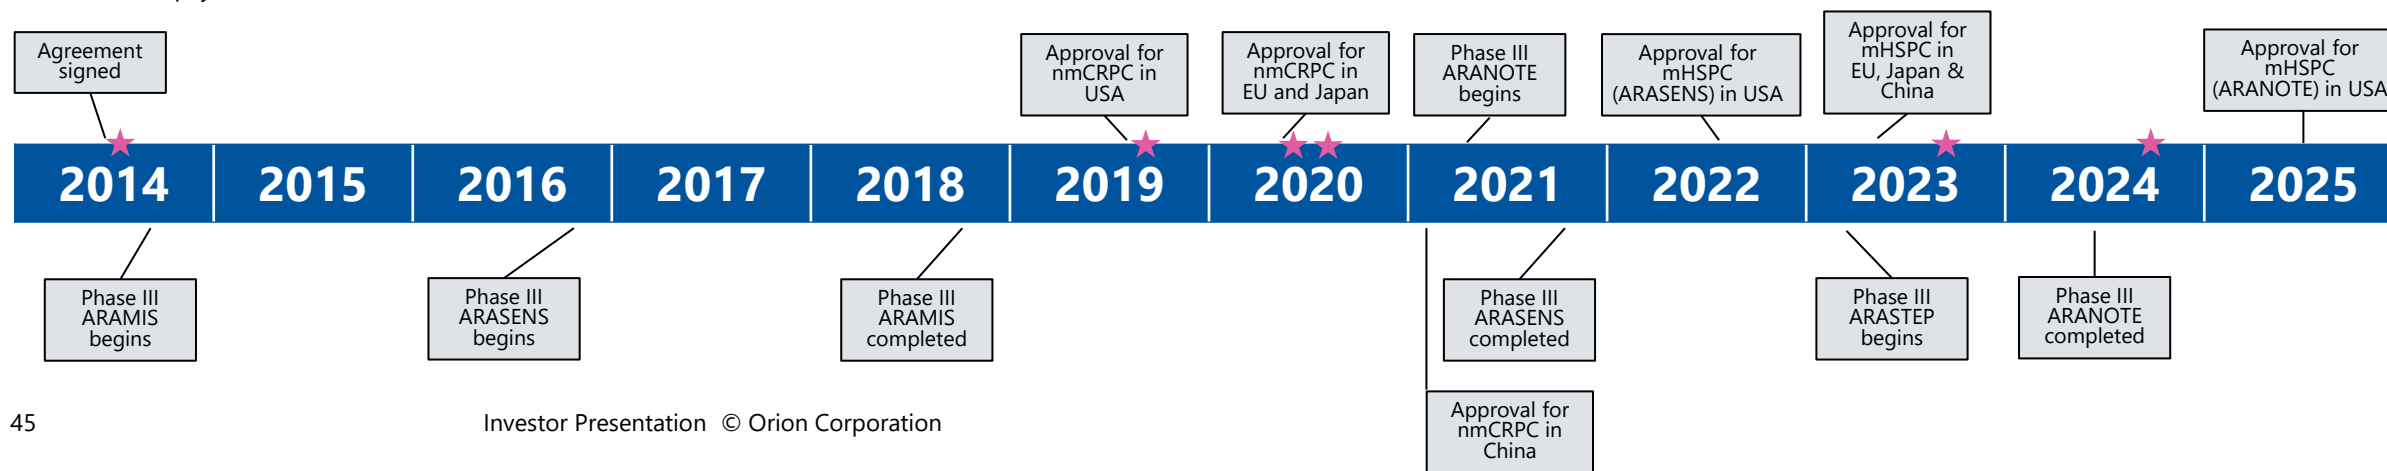 Agreement
signed
Approval for
nmCRPC in
USA
Approval for
nmCRPC in
EU and Japan
Phase III
ARANOTE
begins
Approval for
mHSPC
(ARASENS) in USA
Approval for
mHSPC in
EU, Japan &
China
Approval for
mHSPC
(ARANOTE) in USA
2014
2015
2016
2017
2018
2019
2020
2021
2022
2023
2024
2025
Phase III
ARAMIS
begins
Phase III
ARASENS
begins
Phase III
ARAMIS
completed
Phase III
ARASENS
completed
Phase III
ARASTEP
begins
Phase III
ARANOTE
completed
Approval for
nmCRPC in
China
45
Investor Presentation © Orion Corporation